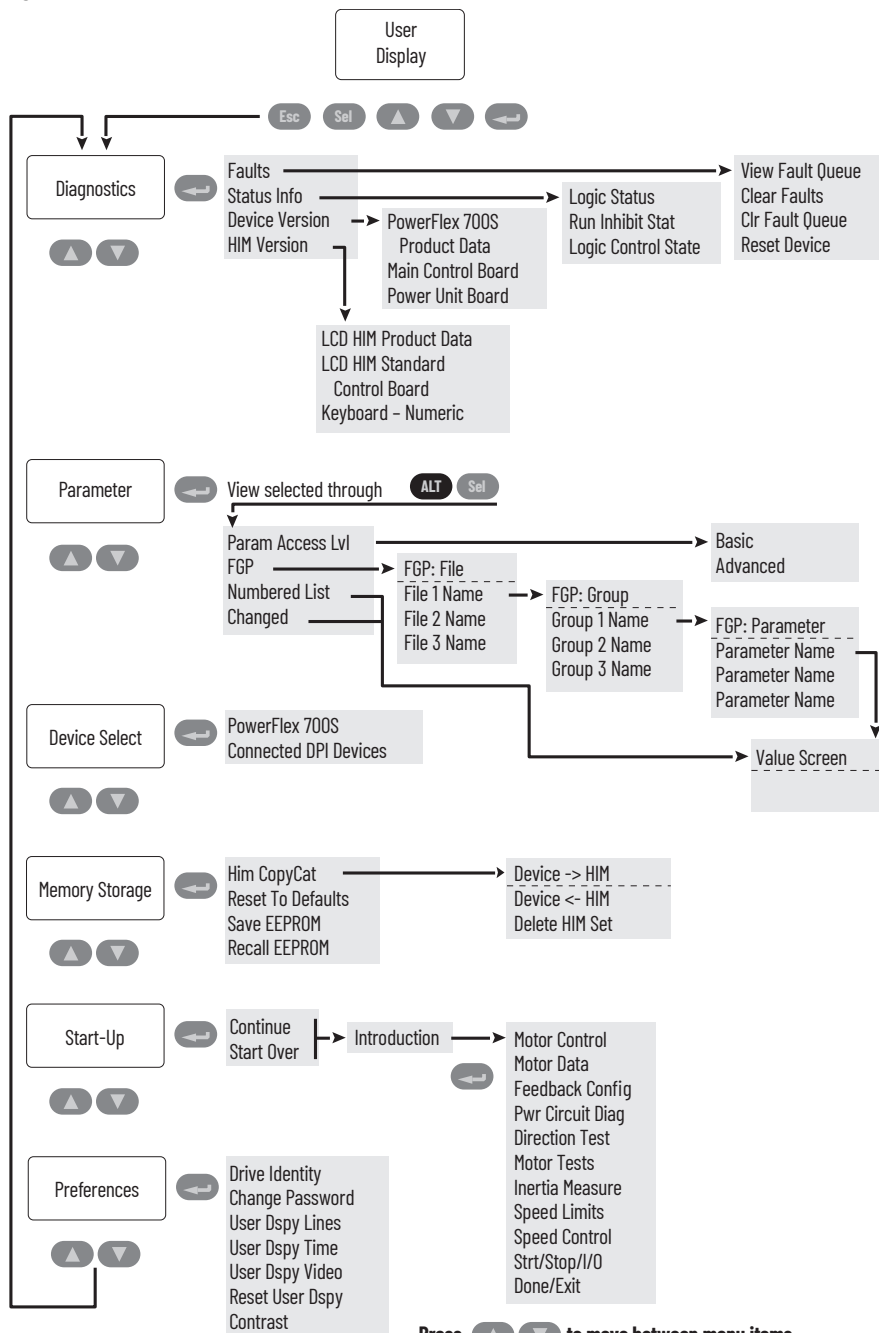 User
Display
Esc Sel
Diagnostics
Faults
Status Info
Device Version
HIM Version
PowerFlex 700S
Product Data
Main Control Board
Power Unit Board
Logic Status
Run Inhibit Stat
Logic Control State
View Fault Queue
Clear Faults
Clr Fault Queue
Reset Device
LCD HIM Product Data
LCD HIM Standard
Control Board
Keyboard – Numeric
Parameter
View selected through ALT Sel
Param Access Lvl
FGP
Numbered List
Changed
Basic
Advanced
FGP: File
File 1 Name
File 2 Name
File 3 Name
FGP: Group
Group 1 Name
Group 2 Name
Group 3 Name
FGP: Parameter
Parameter Name
Parameter Name
Parameter Name
Value Screen
Device Select
PowerFlex 700S
Connected DPI Devices
Memory Storage
Him CopyCat
Reset To Defaults
Save EEPROM
Recall EEPROM
Device -> HIM
Device <- HIM
Delete HIM Set
Start-Up
Continue
Start Over
Introduction
Motor Control
Motor Data
Feedback Config
Pwr Circuit Diag
Direction Test
Motor Tests
Inertia Measure
Speed Limits
Speed Control
Strt/Stop/I/O
Done/Exit
Preferences
Drive Identity
Change Password
User Dspy Lines
User Dspy Time
User Dspy Video
Reset User Dspy
Contrast
Press to move between menu items